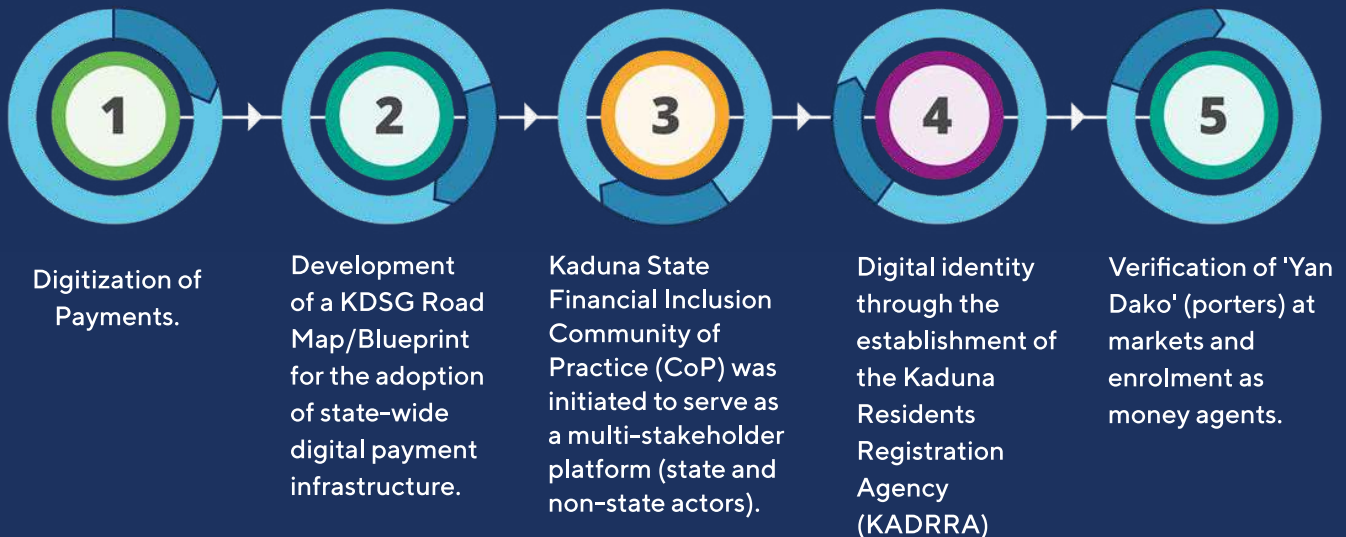 1
2
3
4
5
Digitization of
Payments.
Development
of a KDSG Road
Map/Blueprint
for the adoption
of state-wide
digital payment
infrastructure.
Kaduna State
Financial Inclusion
Community of
Practice (CoP) was
initiated to serve as
a multi-stakeholder
platform (state and
non-state actors).
Digital identity
through the
establishment of
the Kaduna
Residents
Registration
Agency
(KADRRA)
Verification of 'Yan
Dako' (porters) at
markets and
enrolment as
money agents.